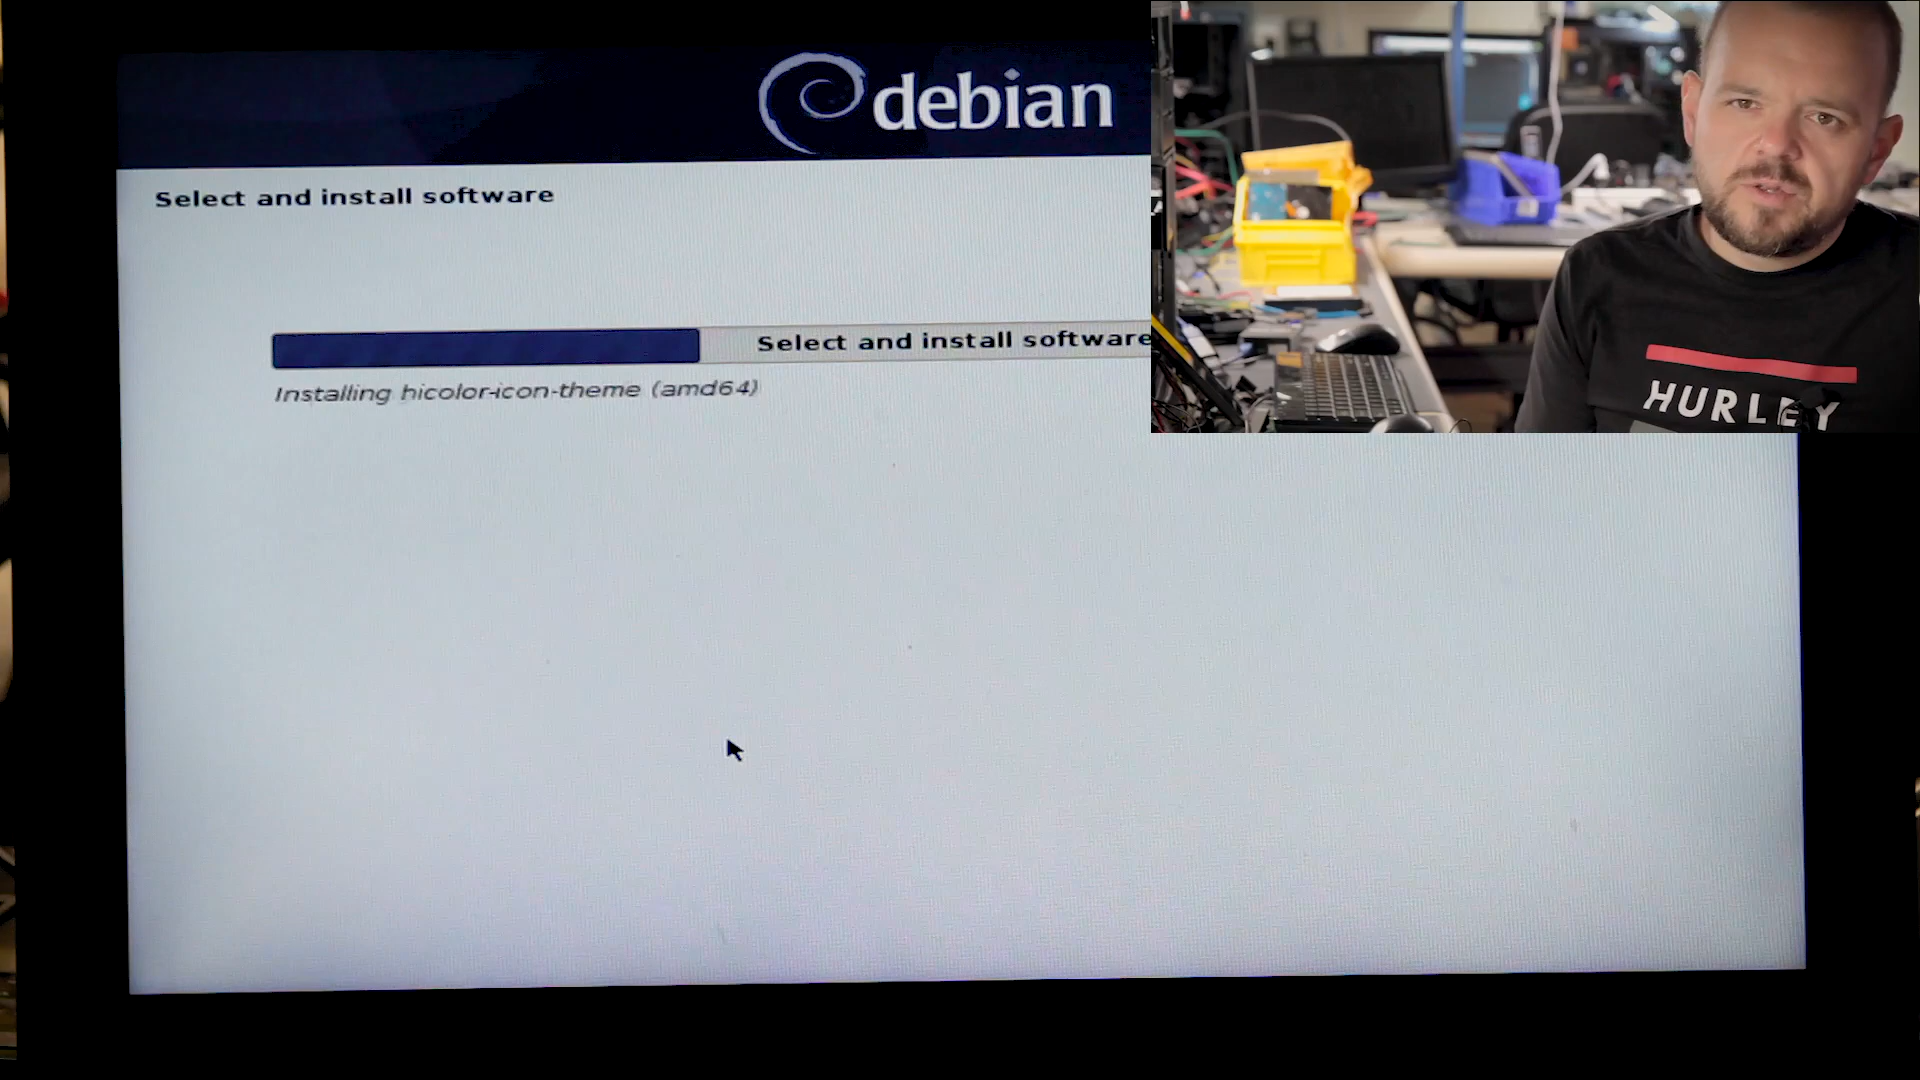 debian
Select and install software
Select and install software
Installing hicolor-icon-theme (amd64)
HURLEY